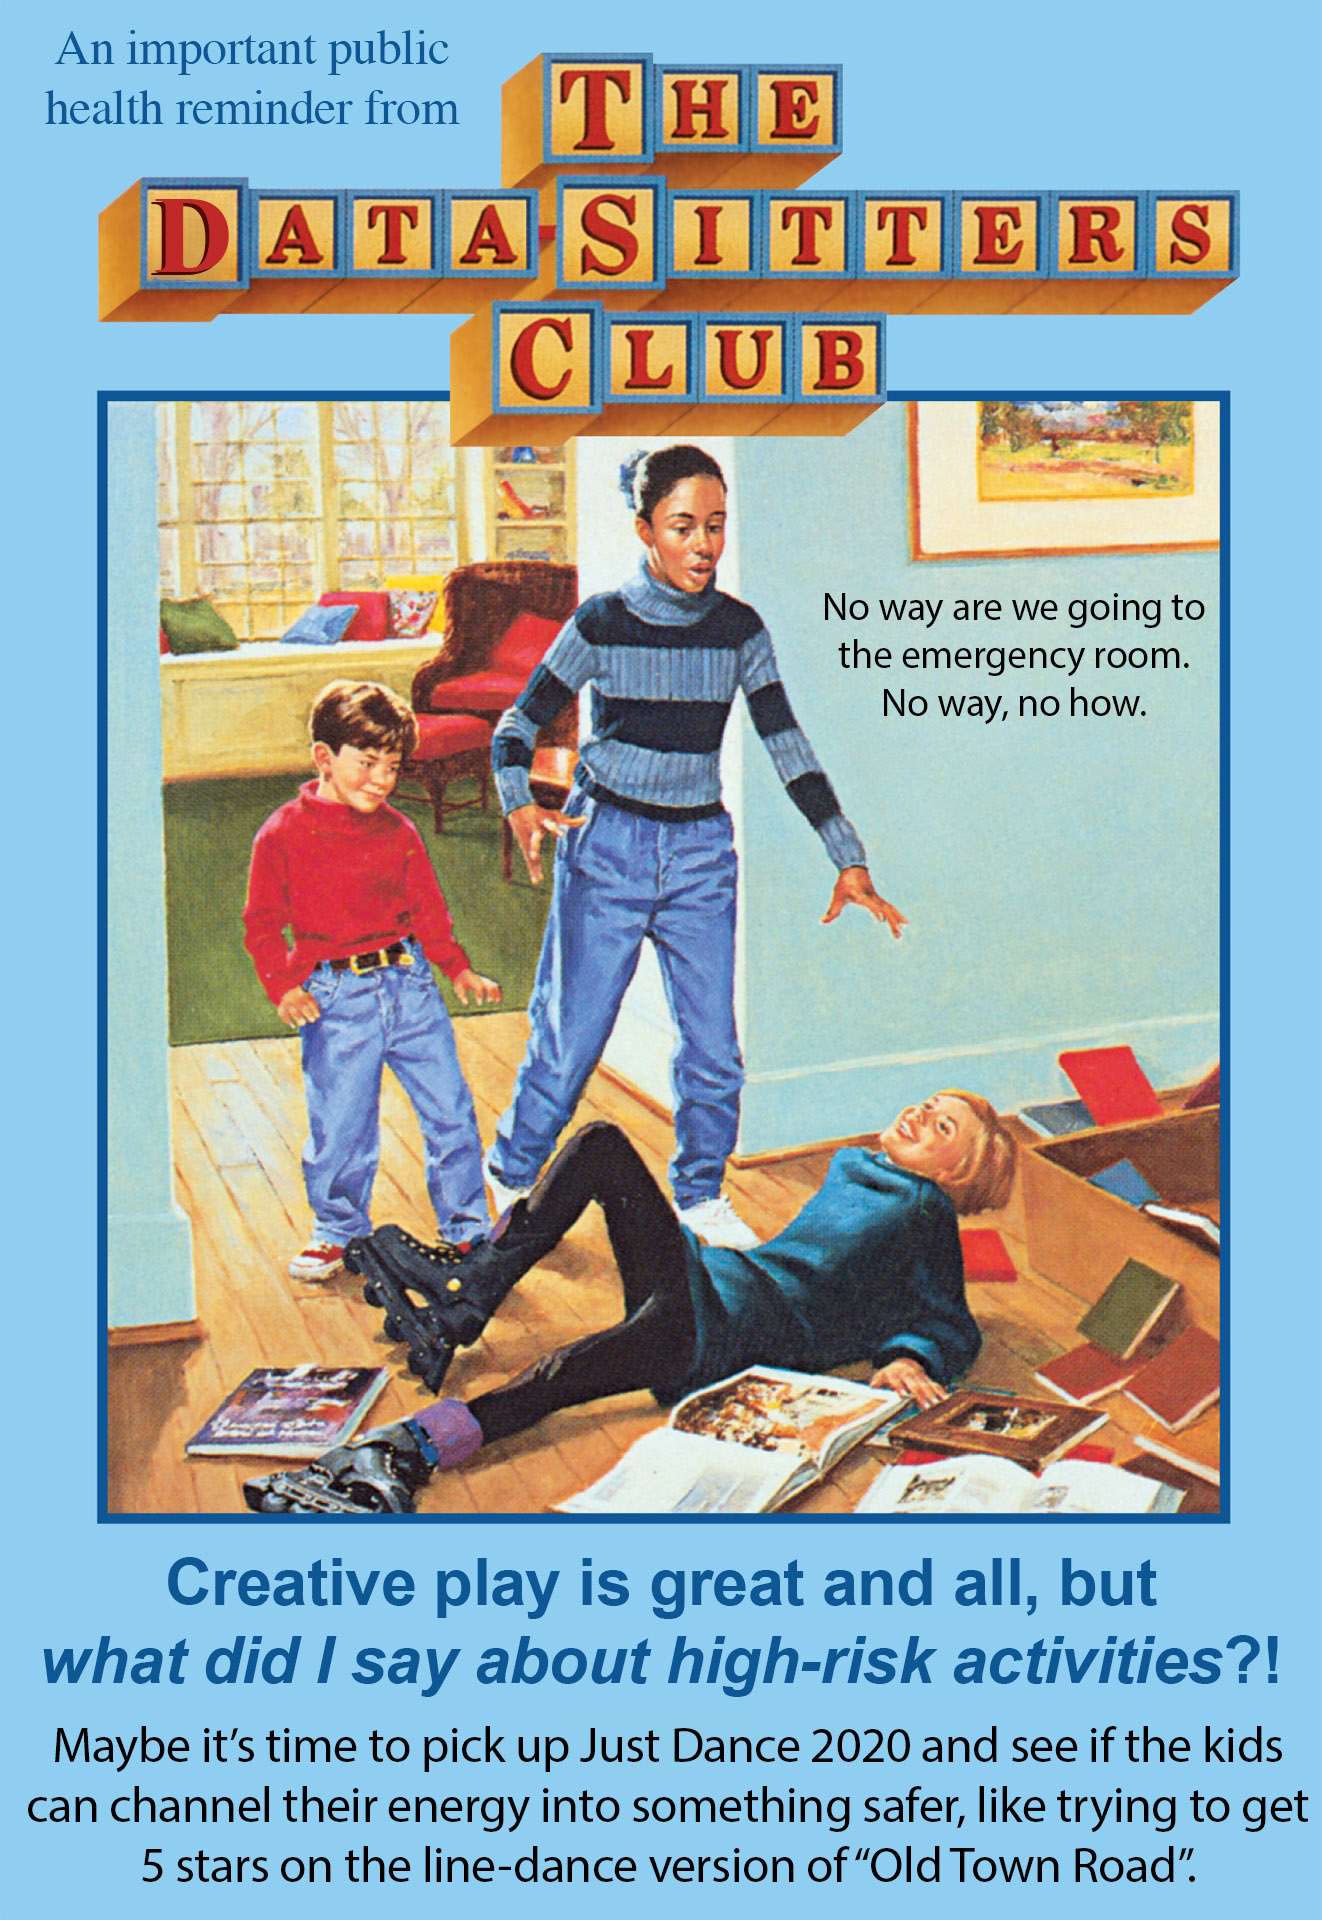 An important public
health reminder from
THE
DATA SITTERS
CLUB
No way are we going to
the emergency room.
No way, no how.
Creative play is great and all, but
what did I say about high-risk activities?!
Maybe it’s time to pick up Just Dance 2020 and see if the kids
can channel their energy into something safer, like trying to get
5 stars on the line-dance version of “Old Town Road”.